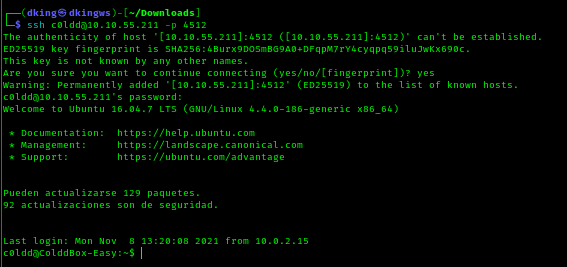 ┌──(dking㉿dkingws)-[~/Downloads]
└─$ ssh c0ldd@10.10.55.211 -p 4512
The authenticity of host '[10.10.55.211]:4512 ([10.10.55.211]:4512)' can't be established.
ED25519 key fingerprint is SHA256:4Burx9DOSmBG9A0+DFqpM7rY4cyqpq59iluJwKx690c.
This key is not known by any other names.
Are you sure you want to continue connecting (yes/no/[fingerprint])? yes
Warning: Permanently added '[10.10.55.211]:4512' (ED25519) to the list of known hosts.
c0ldd@10.10.55.211's password:
Welcome to Ubuntu 16.04.7 LTS (GNU/Linux 4.4.0-186-generic x86_64)
* Documentation:  https://help.ubuntu.com
* Management:     https://landscape.canonical.com
* Support:        https://ubuntu.com/advantage
Pueden actualizarse 129 paquetes.
92 actualizaciones son de seguridad.
Last login: Mon Nov  8 13:20:08 2021 from 10.0.2.15
c0ldd@ColddBox-Easy:~$